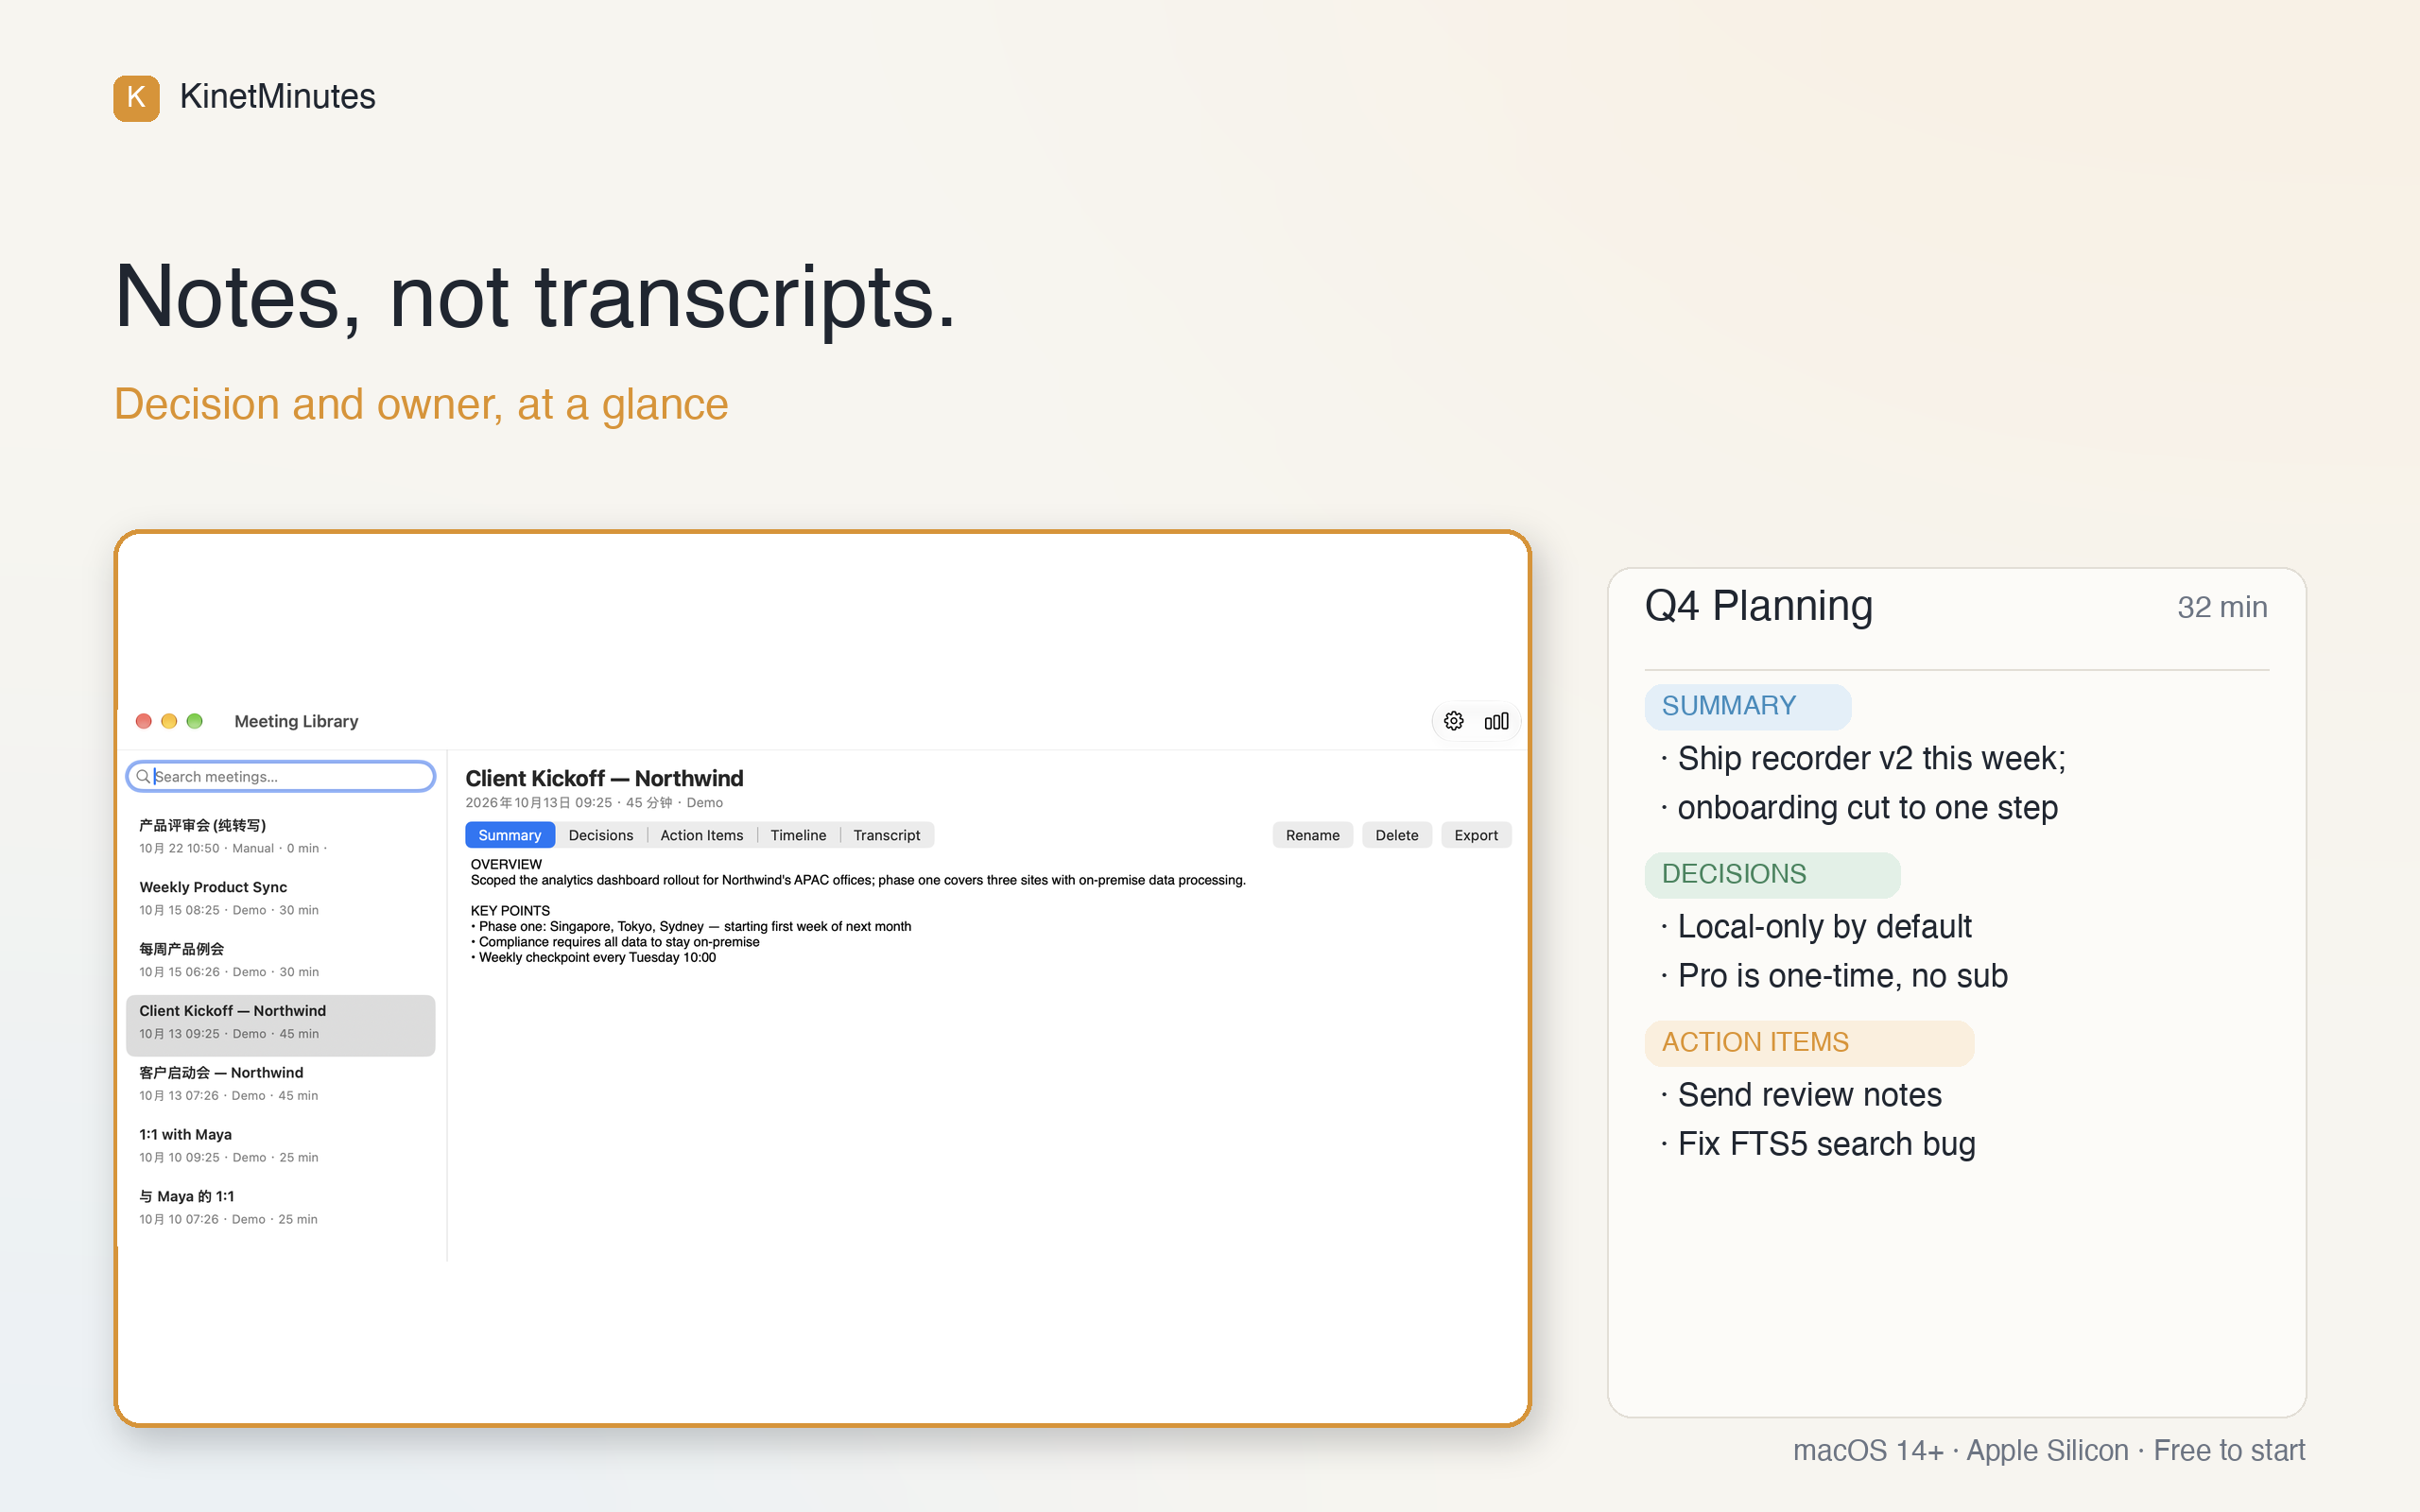 K KinetMinutes
Notes, not transcripts.
Decision and owner, at a glance
Meeting Library
Search meetings...
产品评审会 (纯转写)
10月 22 10:50 · Manual · 0 min ·
Weekly Product Sync
10月 15 08:25 · Demo · 30 min
每周产品例会
10月 15 06:26 · Demo · 30 min
Client Kickoff — Northwind
10月 13 09:25 · Demo · 45 min
客户启动会 — Northwind
10月 13 07:26 · Demo · 45 min
1:1 with Maya
10月 10 09:25 · Demo · 25 min
与 Maya 的 1:1
10月 10 07:26 · Demo · 25 min
Client Kickoff — Northwind
2026年10月13日 09:25 · 45 分钟 · Demo
Summary Decisions Action Items Timeline Transcript Rename Delete Export
OVERVIEW
Scoped the analytics dashboard rollout for Northwind's APAC offices; phase one covers three sites with on-premise data processing.
KEY POINTS
• Phase one: Singapore, Tokyo, Sydney — starting first week of next month
• Compliance requires all data to stay on-premise
• Weekly checkpoint every Tuesday 10:00
Q4 Planning 32 min
SUMMARY
· Ship recorder v2 this week;
· onboarding cut to one step
DECISIONS
· Local-only by default
· Pro is one-time, no sub
ACTION ITEMS
· Send review notes
· Fix FTS5 search bug
macOS 14+ · Apple Silicon · Free to start